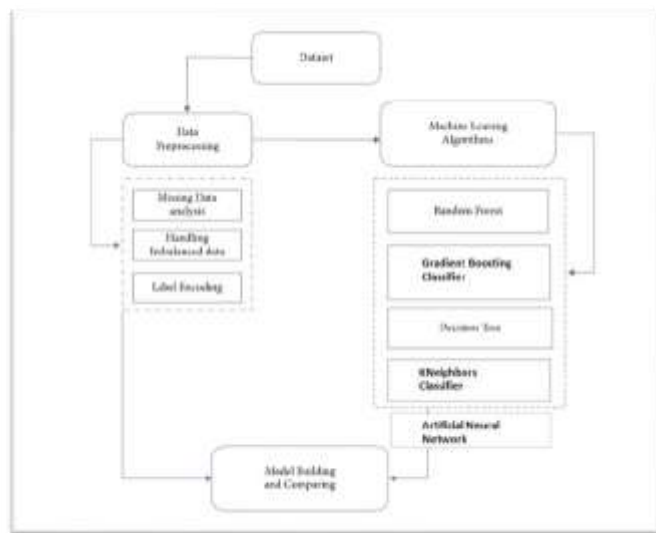 Dataset
Data
Preprocessing
Machine Learning
Algorithms
Missing Data
analysis
Handling
Imbalanced data
Label Encoding
Random Forest
Gradient Boosting
Classifier
Decision Tree
KNeighbors
Classifier
Artificial Neural
Network
Model Building
and Comparing